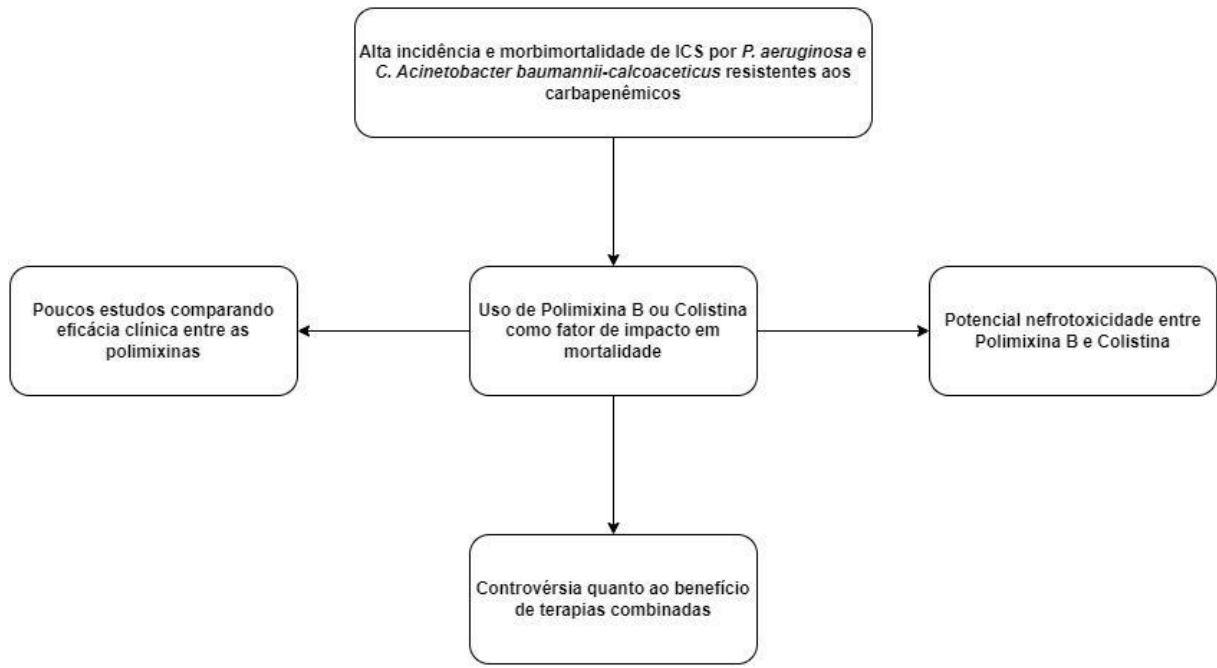 Alta incidência e morbimortalidade de ICS por P. aeruginosa e
C. Acinetobacter baumannii-calcoaceticus resistentes aos
carbapenêmicos
Poucos estudos comparando
eficácia clínica entre as
polimixinas
Uso de Polimixina B ou Colistina
como fator de impacto em
mortalidade
Potencial nefrotoxicidade entre
Polimixina B e Colistina
Controvérsia quanto ao benefício
de terapias combinadas